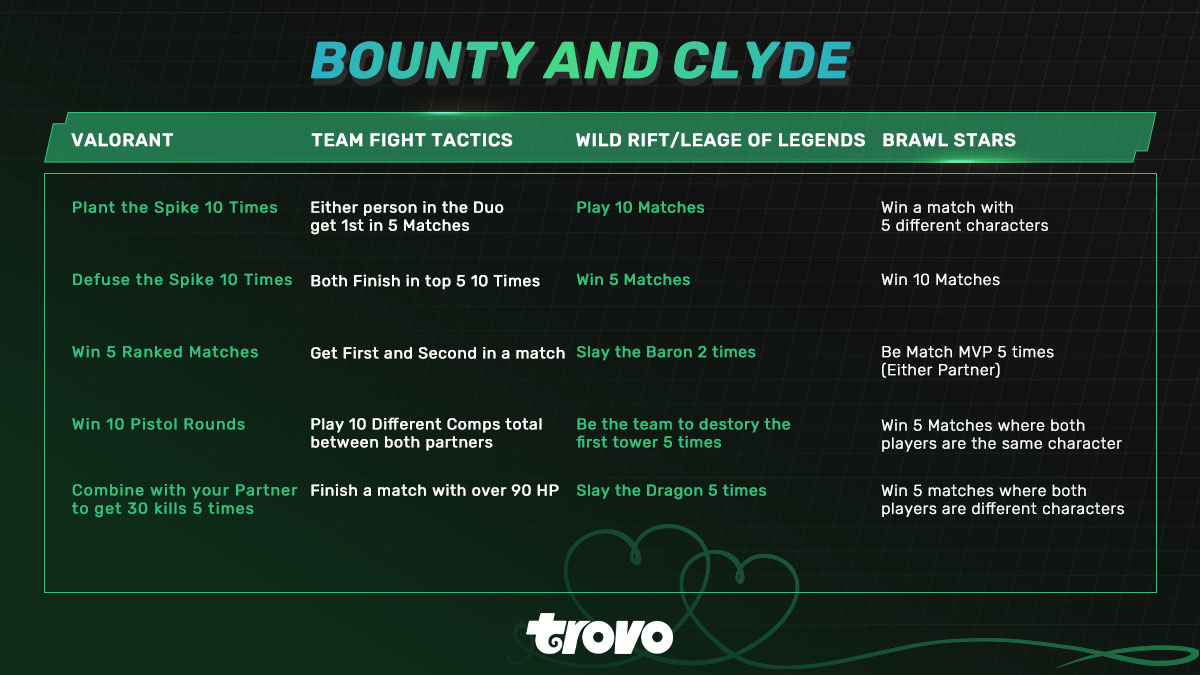 BOUNTY AND CLYDE
VALORANT
TEAM FIGHT TACTICS
WILD RIFT/LEAGE OF LEGENDS
BRAWL STARS
Plant the Spike 10 Times
Either person in the Duo
get 1st in 5 Matches
Play 10 Matches
Win a match with
5 different characters
Defuse the Spike 10 Times
Both Finish in top 5 10 Times
Win 5 Matches
Win 10 Matches
Win 5 Ranked Matches
Get First and Second in a match
Slay the Baron 2 times
Be Match MVP 5 times
(Either Partner)
Win 10 Pistol Rounds
Play 10 Different Comps total
between both partners
Be the team to destory the
first tower 5 times
Win 5 Matches where both
players are the same character
Combine with your Partner
to get 30 kills 5 times
Finish a match with over 90 HP
Slay the Dragon 5 times
Win 5 matches where both
players are different characters
trovo